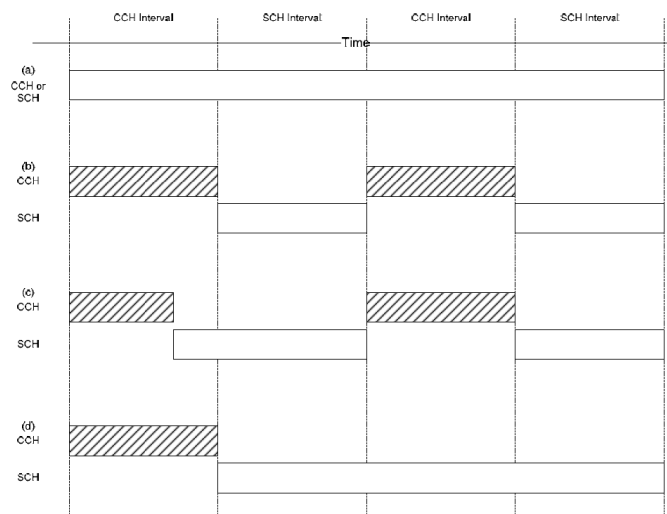 CCH Interval SCH Interval CCH Interval SCH Interval
Time
(a)
CCH or
SCH
(b)
CCH
SCH
(c)
CCH
SCH
(d)
CCH
SCH